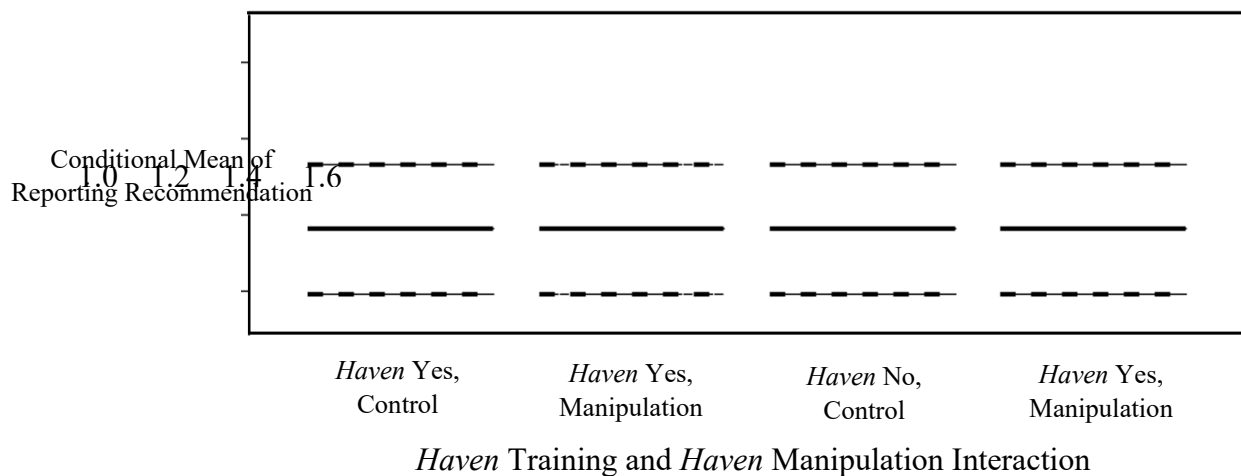 Conditional Mean of
1.0 1.2 1.4 1.6
Reporting Recommendation
Haven Yes,
Control
Haven Yes,
Manipulation
Haven No,
Control
Haven Yes,
Manipulation
Haven Training and Haven Manipulation Interaction